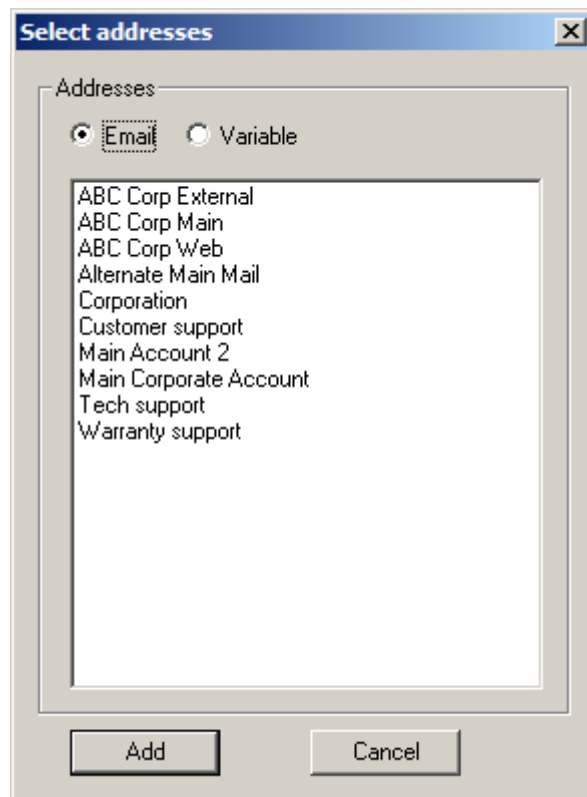 Select addresses
Addresses
Email Variable
ABC Corp External
ABC Corp Main
ABC Corp Web
Alternate Main Mail
Corporation
Customer support
Main Account 2
Main Corporate Account
Tech support
Warranty support
Add Cancel